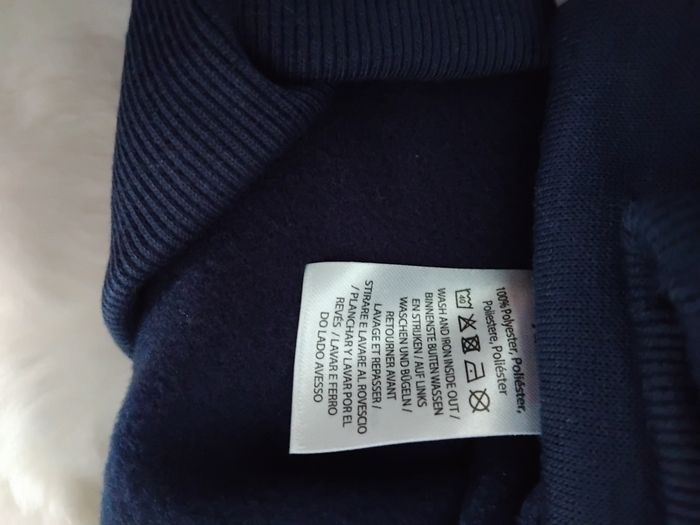 100% Polyester, Poliéster,
Poliestere, Polyester
40
WASH AND IRON INSIDE OUT /
BINNENSTE BUITEN WASSEN
EN STRIJKEN / AUF LINKS
WASCHEN UND BÜGELN /
RETOURNER AVANT
LAVAGE ET REPASSER /
STIRARE E LAVARE AL ROVESCIO
/ PLANCHAR Y LAVAR POR EL
REVÉS / LAVAR E FERRO
DO LADO AVESSO